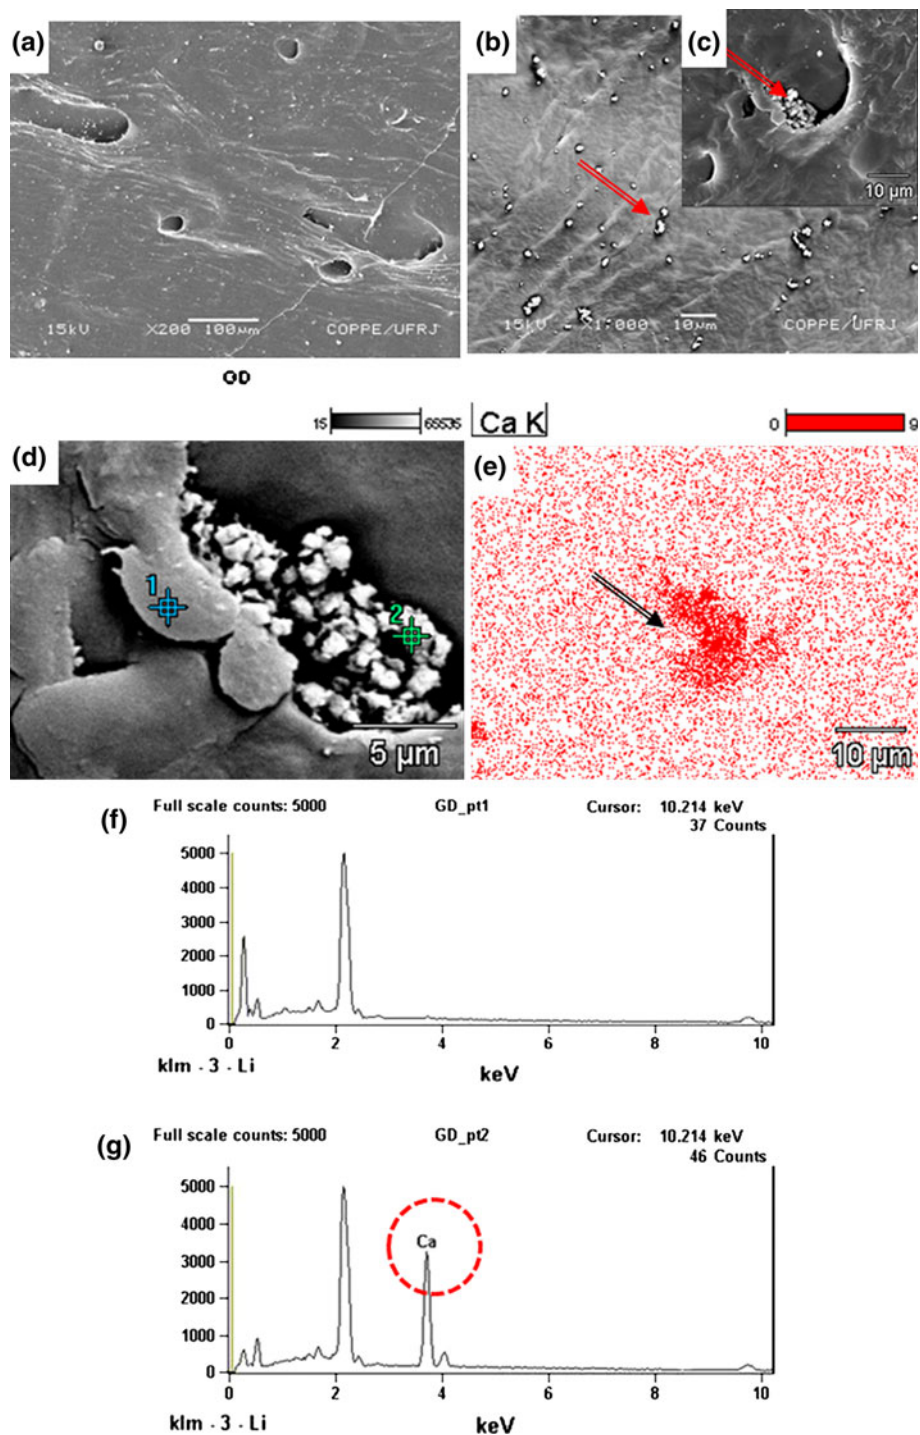 (a)
15kV X200 100µm COPPE/UFRJ
(b)
15kV X1,000 10µm COPPE/UFRJ
(c)
10 µm
GD
15 65535
Ca K
0 9
(d)
1
2
5 µm
(e)
10 µm
(f)
Full scale counts: 5000 GD_pt1 Cursor: 10.214 keV
37 Counts
5000
4000
3000
2000
1000
0
0 2 4 6 8 10
klm - 3 - Li keV
(g)
Full scale counts: 5000 GD_pt2 Cursor: 10.214 keV
46 Counts
5000
4000
3000
2000
1000
0
Ca
0 2 4 6 8 10
klm - 3 - Li keV